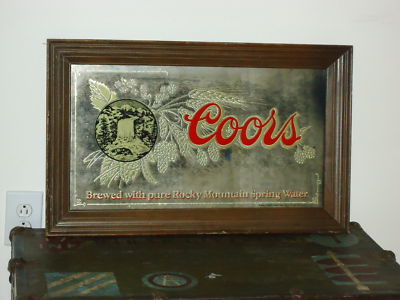 Coors
Brewed with pure Rocky Mountain Spring Water